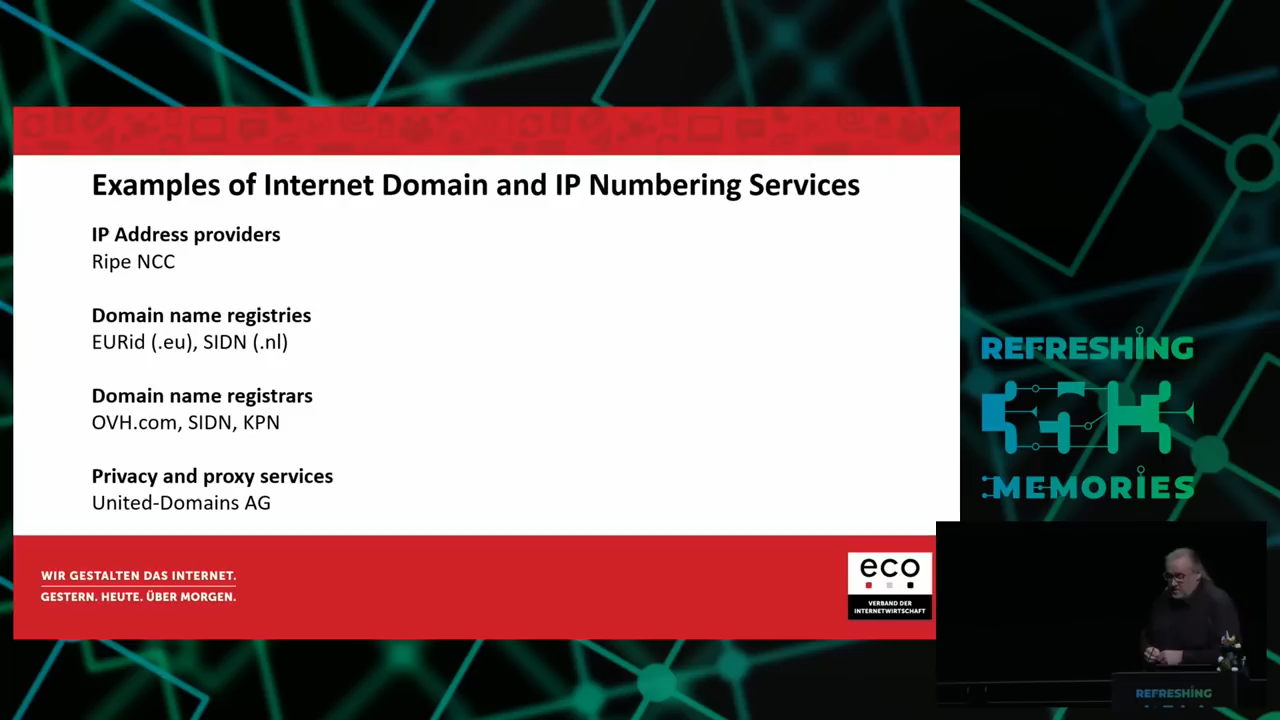 Examples of Internet Domain and IP Numbering Services
IP Address providers
Ripe NCC
Domain name registries
EURid (.eu), SIDN (.nl)
Domain name registrars
OVH.com, SIDN, KPN
Privacy and proxy services
United-Domains AG
WIR GESTALTEN DAS INTERNET.
GESTERN. HEUTE. ÜBER MORGEN.
eco
VERBAND DER
INTERNETWIRTSCHAFT
REFRESHING
MEMORIES
REFRESHING